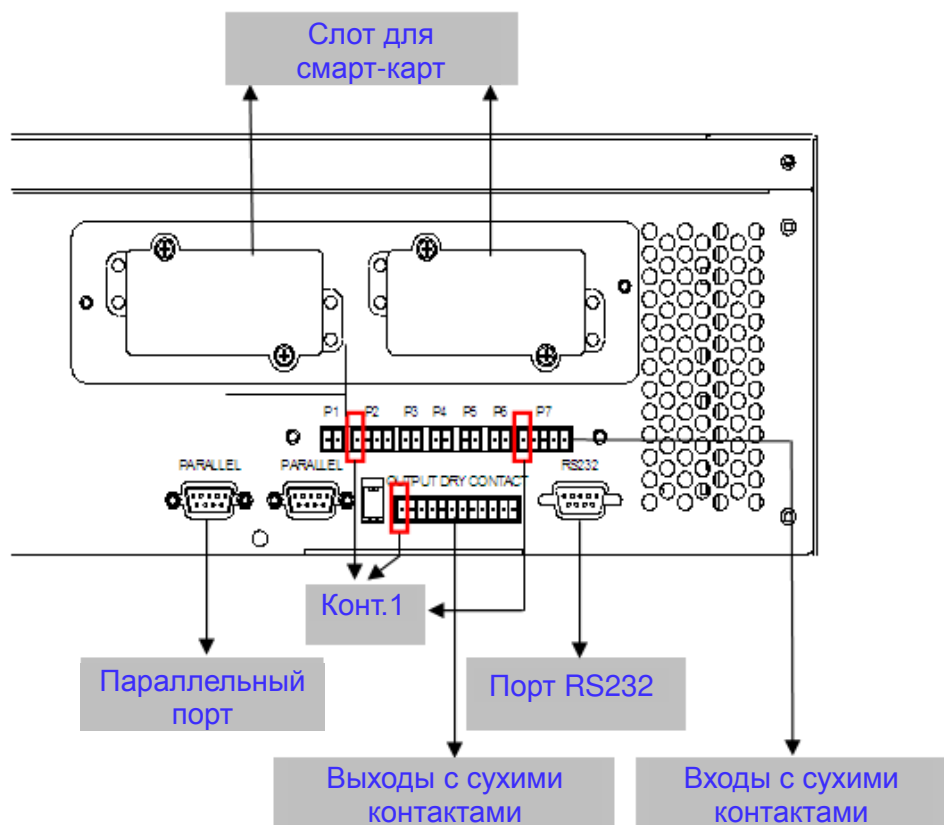 Слот для
смарт-карт
P1 P2 P3 P4 P5 P6 P7
PARALLEL PARALLEL OUTPUT DRY CONTACT RS232
Конт.1
Параллельный
порт
Порт RS232
Выходы с сухими
контактами
Входы с сухими
контактами